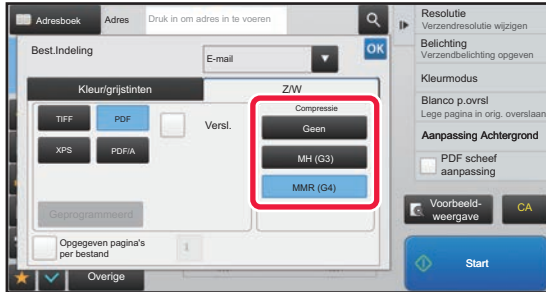 Adresboek
Adres
Druk in om adres in te voeren
Best.Indeling
E-mail
OK
Kleur/grijstinten
Z/W
TIFF
PDF
Versl.
XPS
PDF/A
Compressie
Geen
MH (G3)
MMR (G4)
Geprogrammeerd
Opgegeven pagina's
per bestand
1
Overige
Resolutie
Verzendresolutie wijzigen
Belichting
Verzendbelichting opgeven
Kleurmodus
Blanco p.ovrsl
Lege pagina in orig. overslaan
Aanpassing Achtergrond
PDF scheef
aanpassing
Voorbeeld-
weergave
CA
Start